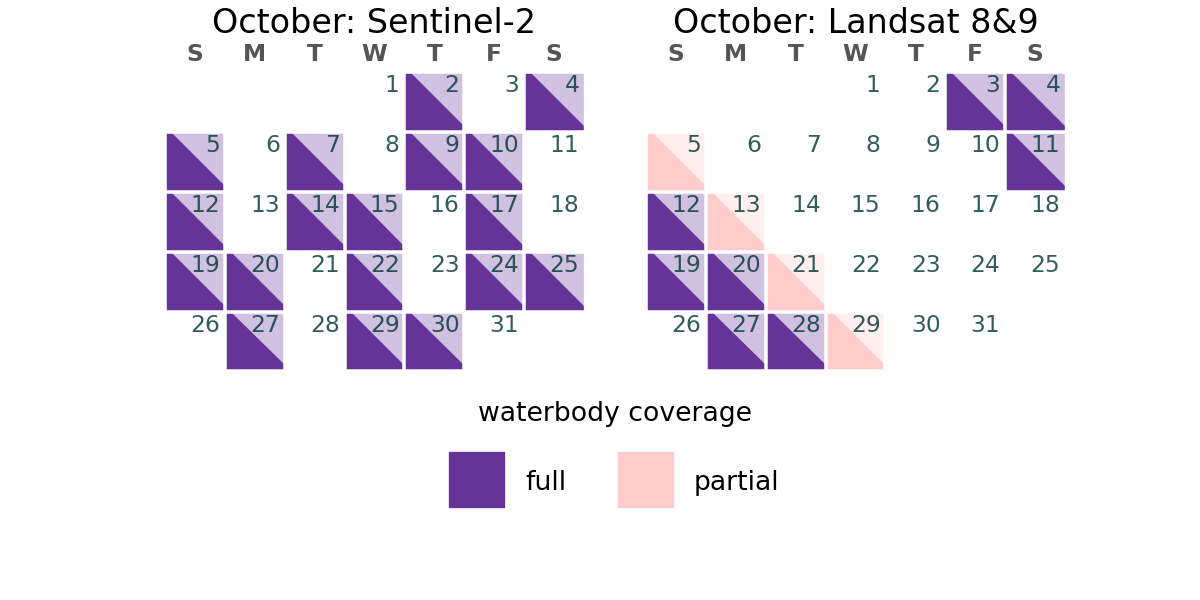 October: Sentinel-2
S M T W T F S
1 2 3 4
5 6 7 8 9 10 11
12 13 14 15 16 17 18
19 20 21 22 23 24 25
26 27 28 29 30 31
October: Landsat 8&9
S M T W T F S
1 2 3 4
5 6 7 8 9 10 11
12 13 14 15 16 17 18
19 20 21 22 23 24 25
26 27 28 29 30 31
waterbody coverage
full partial